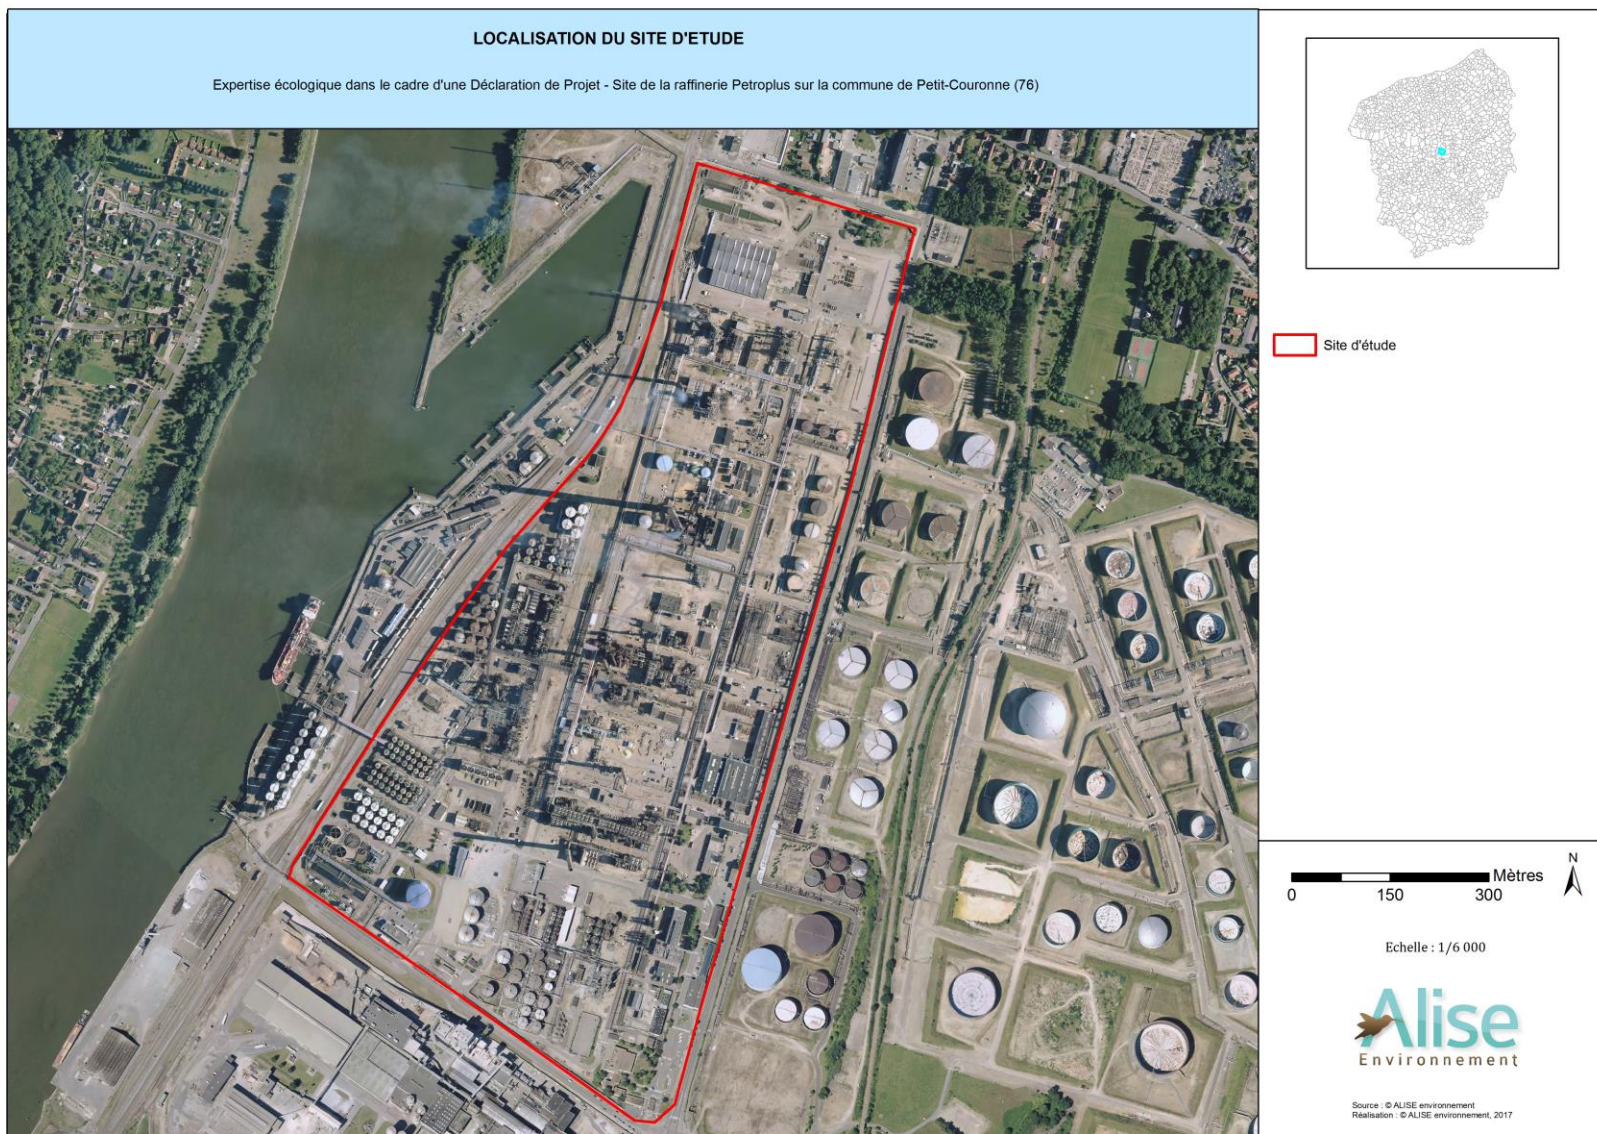 LOCALISATION DU SITE D'ETUDE
Expertise écologique dans le cadre d'une Déclaration de Projet - Site de la raffinerie Petroplus sur la commune de Petit-Couronne (76)
Site d'étude
Mètres
0 150 300
N
Echelle : 1/6 000
Alise
Environnement
Source : © ALISE environnement
Réalisation : © ALISE environnement, 2017